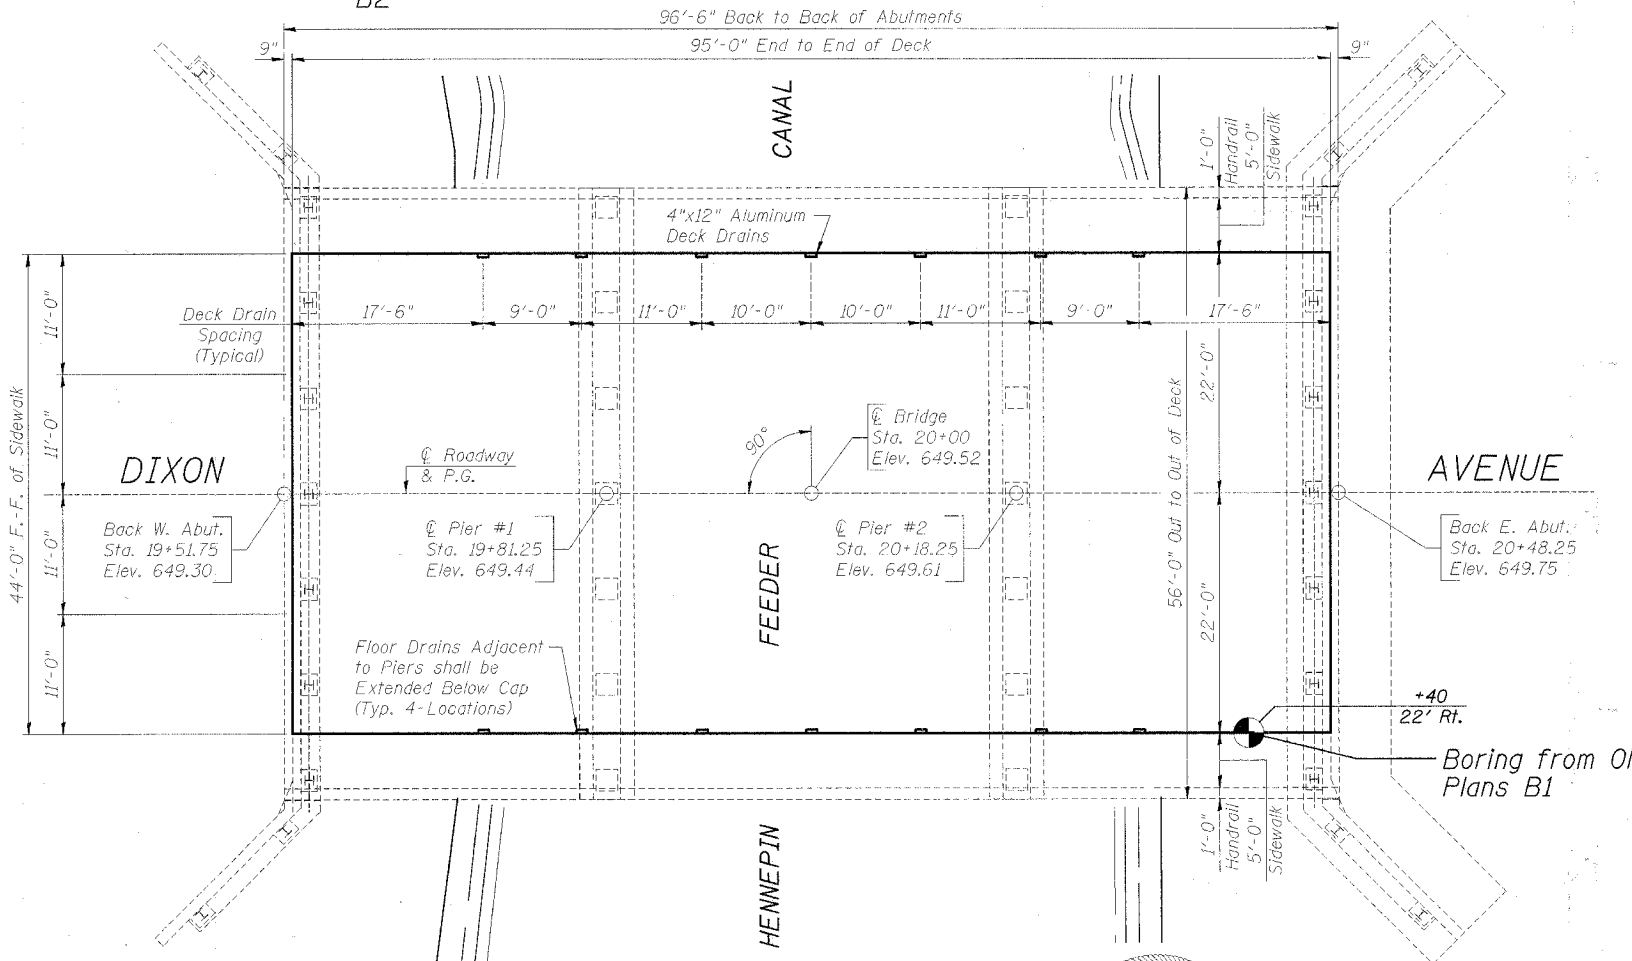 B2
96'-6" Back to Back of Abutments
9"
95'-0" End to End of Deck
9"
CANAL
1'-0"
Handrail
5'-0"
Sidewalk
4"x12" Aluminum
Deck Drains
Deck Drain
Spacing
(Typical)
17'-6"
9'-0"
11'-0"
10'-0"
10'-0"
11'-0"
9'-0"
17'-6"
11'-0"
11'-0"
11'-0"
11'-0"
44'-0" F.-F. of Sidewalk
22'-0"
22'-0"
56'-0" Out to Out of Deck
90°
℄ Bridge
Sta. 20+00
Elev. 649.52
℄ Roadway
& P.G.
DIXON
AVENUE
Back W. Abut.
Sta. 19+51.75
Elev. 649.30
℄ Pier #1
Sta. 19+81.25
Elev. 649.44
℄ Pier #2
Sta. 20+18.25
Elev. 649.61
Back E. Abut.
Sta. 20+48.25
Elev. 649.75
FEEDER
Floor Drains Adjacent
to Piers shall be
Extended Below Cap
(Typ. 4-Locations)
+40
22' Rt.
Boring from
Plans B1
1'-0"
Handrail
5'-0"
Sidewalk
HENNEPIN